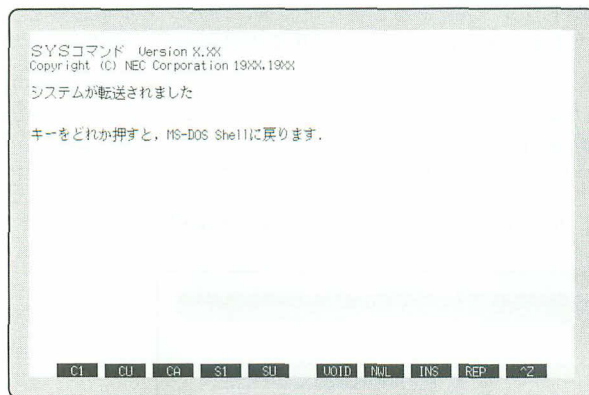 SYSコマンド Version X.XX
Copyright (C) NEC Corporation 19XX,19XX
システムが転送されました
キーをどれか押すと，MS-DOS Shellに戻ります.
C1 CU CA S1 SU VOID NWL INS REP ^Z